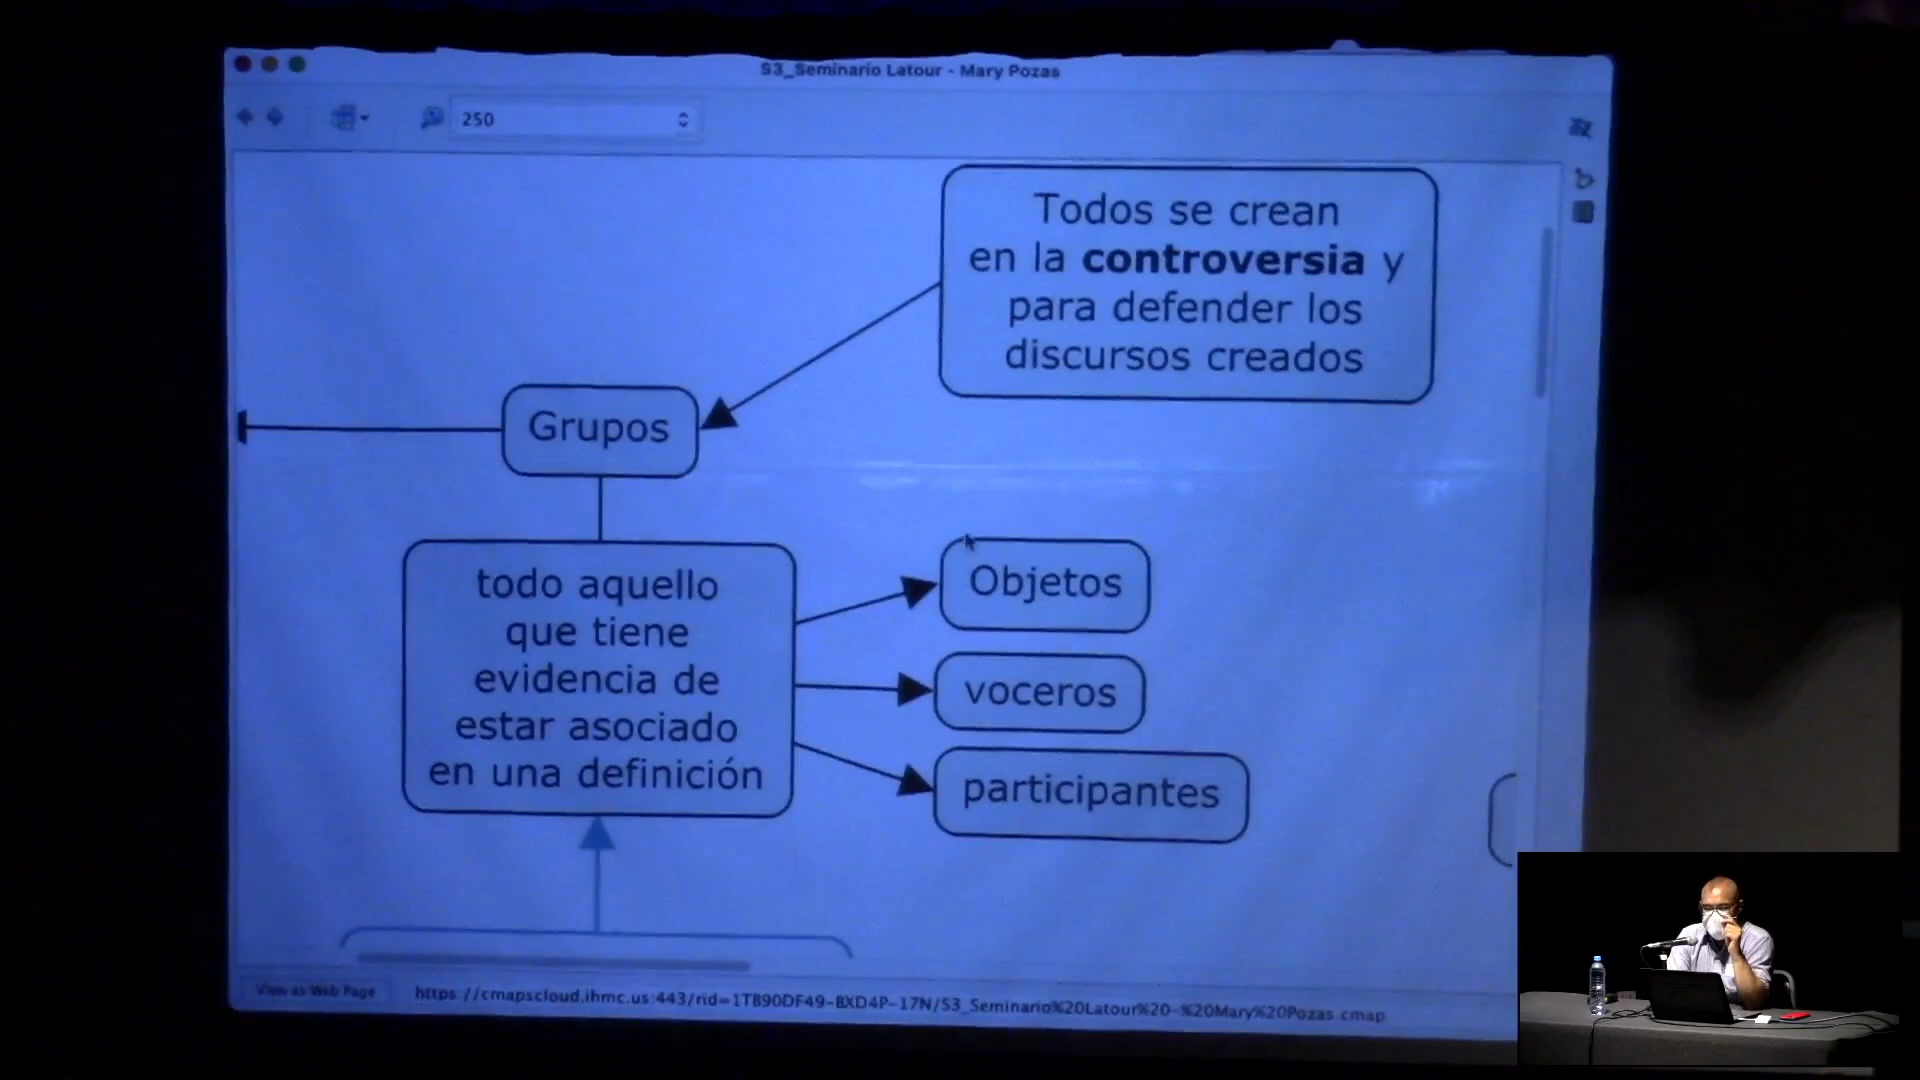 S3_Seminario Latour - Mary Pozas
250
Todos se crean
en la controversia y
para defender los
discursos creados
Grupos
todo aquello
que tiene
evidencia de
estar asociado
en una definición
Objetos
voceros
participantes
View as Web Page
https://cmapscloud.ihmc.us:443/rid=1TB90DF49-BXD4P-17N/S3_Seminario%20Latour%20-%20Mary%20Pozas.cmap